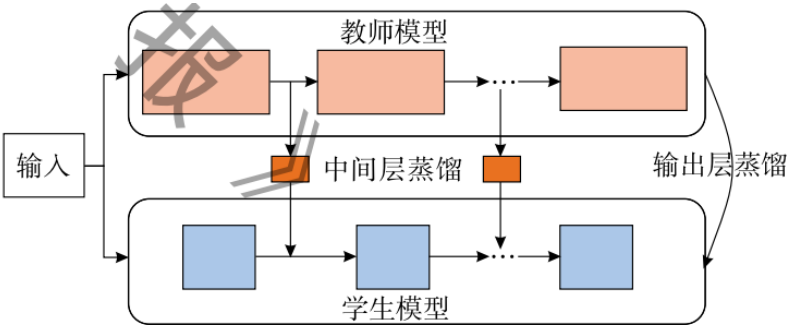 教师模型
输入
中间层蒸馏
输出层蒸馏
学生模型
报》